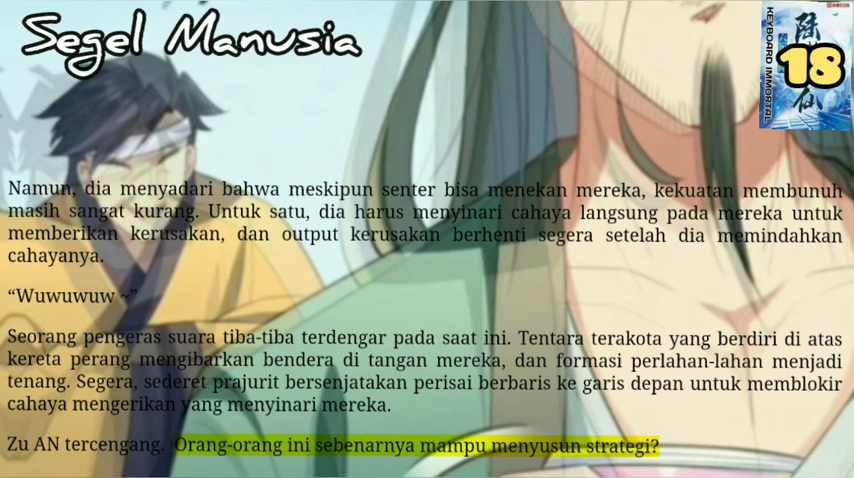 Segel Manusia
KEYBOARD IMMORTAL
18
Namun, dia menyadari bahwa meskipun senter bisa menekan mereka, kekuatan membunuh
masih sangat kurang. Untuk satu, dia harus menyinari cahaya langsung pada mereka untuk
memberikan kerusakan, dan output kerusakan berhenti segera setelah dia memindahkan
cahayanya.
“Wuwuwuw ~”
Seorang pengeras suara tiba-tiba terdengar pada saat ini. Tentara terakota yang berdiri di atas
kereta perang mengibarkan bendera di tangan mereka, dan formasi perlahan-lahan menjadi
tenang. Segera, sederet prajurit bersenjatakan perisai berbaris ke garis depan untuk memblokir
cahaya mengerikan yang menyinari mereka.
Zu AN tercengang. Orang-orang ini sebenarnya mampu menyusun strategi?